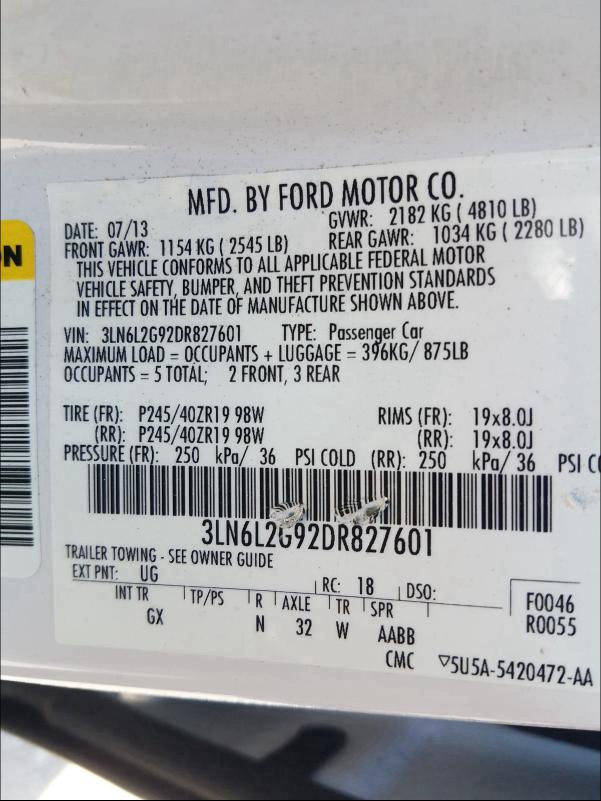 ON
MFD. BY FORD MOTOR CO.
DATE: 07/13
GVWR: 2182 KG ( 4810 LB)
FRONT GAWR: 1154 KG ( 2545 LB)
REAR GAWR: 1034 KG ( 2280 LB)
THIS VEHICLE CONFORMS TO ALL APPLICABLE FEDERAL MOTOR
VEHICLE SAFETY, BUMPER, AND THEFT PREVENTION STANDARDS
IN EFFECT ON THE DATE OF MANUFACTURE SHOWN ABOVE.
VIN: 3LN6L2G92DR827601 TYPE: Passenger Car
MAXIMUM LOAD = OCCUPANTS + LUGGAGE = 396KG/ 875LB
OCCUPANTS = 5 TOTAL; 2 FRONT, 3 REAR
TIRE (FR): P245/40ZR19 98W RIMS (FR): 19x8.0J
(RR): P245/40ZR19 98W (RR): 19x8.0J
PRESSURE (FR): 250 kPa/ 36 PSI COLD (RR): 250 kPa/ 36 PSI CO
3LN6L2G92DR827601
TRAILER TOWING - SEE OWNER GUIDE
EXT PNT: UG RC: 18 DSO:
INT TR TP/PS R AXLE TR SPR
GX N 32 W AABB
F0046
R0055
CMC ▽5U5A-5420472-AA